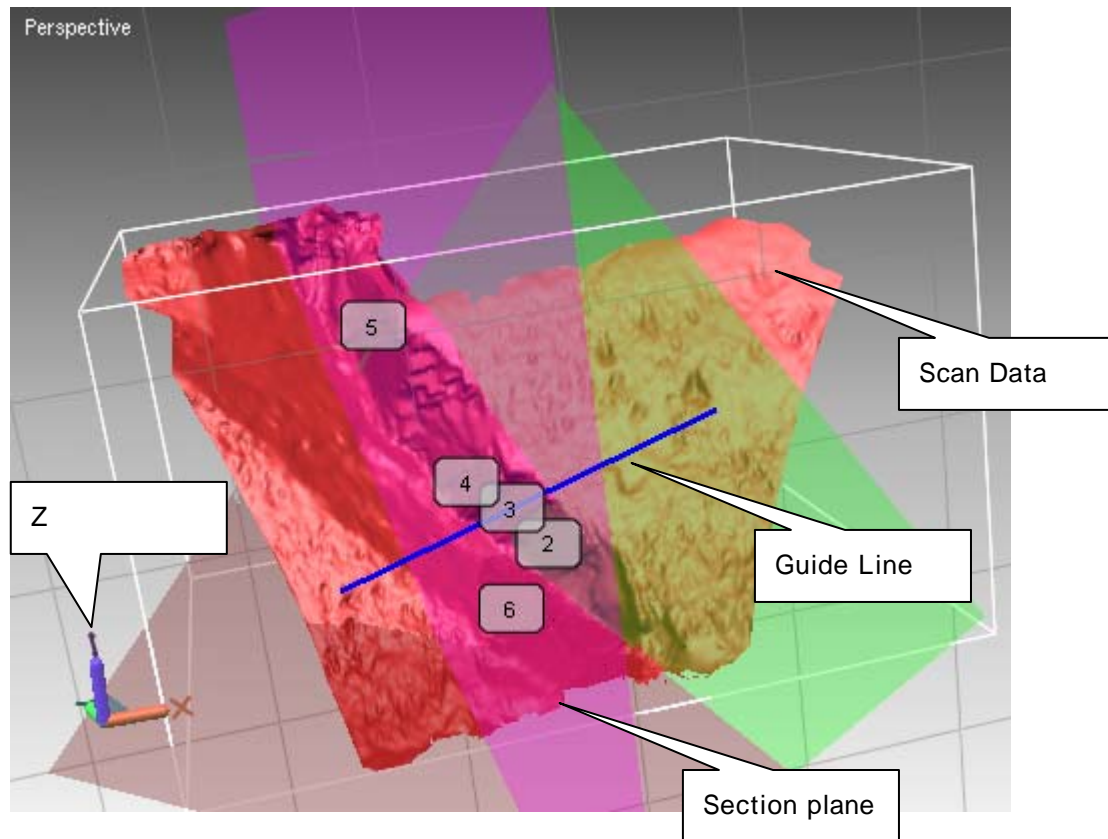 Perspective
5
Scan Data
4
Z
3
2
Guide Line
6
X
Section plane